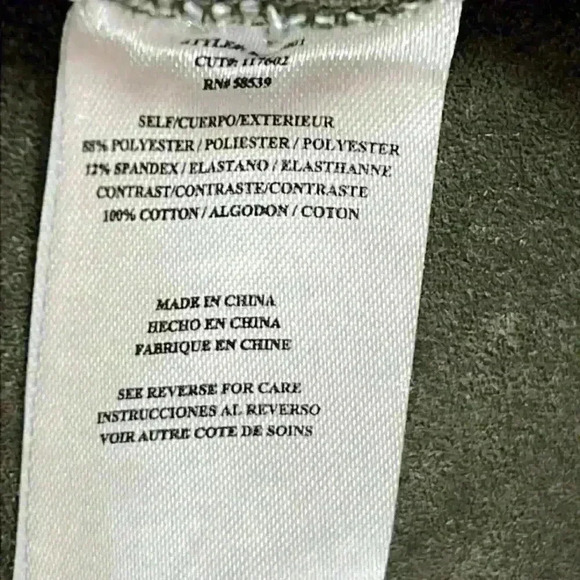 CUT#: 117602
RN# 58539
SELF/CUERPO/EXTERIEUR
88% POLYESTER / POLIESTER / POLYESTER
12% SPANDEX / ELASTANO / ELASTHANNE
CONTRAST/CONTRASTE/CONTRASTE
100% COTTON / ALGODON / COTON
MADE IN CHINA
HECHO EN CHINA
FABRIQUE EN CHINE
SEE REVERSE FOR CARE
INSTRUCCIONES AL REVERSO
VOIR AUTRE COTE DE SOINS